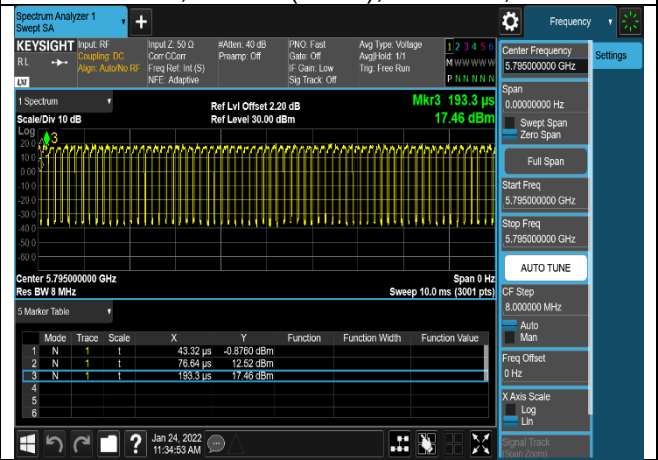 Spectrum Analyzer 1
Swept SA
Frequency
KEYSIGHT
Input: RF
Input Z: 50 Ω
#Atten: 40 dB
PNO: Fast
Avg Type: Voltage
1 2 3 4 5 6
RL
Coupling: DC
Corr CCorr
Preamp: Off
Gate: Off
Avg|Hold: 1/1
M W W W W W
Align: Auto/No RF
Freq Ref: Int (S)
IF Gain: Low
Trig: Free Run
NFE: Adaptive
Sig Track: Off
P N N N N N
LXI
Center Frequency
5.795000000 GHz
Settings
1 Spectrum
Ref Lvl Offset 2.20 dB
Mkr3 193.3 µs
Scale/Div 10 dB
Ref Level 30.00 dBm
17.46 dBm
Log
3
20.0
10.0
0.00
-10.0
-20.0
-30.0
-40.0
-50.0
-60.0
Center 5.795000000 GHz
Span 0 Hz
Res BW 8 MHz
Sweep 10.0 ms (3001 pts)
Span
0.00000000 Hz
Swept Span
Zero Span
Full Span
Start Freq
5.795000000 GHz
Stop Freq
5.795000000 GHz
AUTO TUNE
CF Step
8.000000 MHz
Auto
Man
Freq Offset
0 Hz
X Axis Scale
Log
Lin
Signal Track
(Span Zoom)
5 Marker Table
Mode Trace Scale X Y Function Function Width Function Value
1 N 1 t 43.32 µs -0.8760 dBm
2 N 1 t 76.64 µs 12.52 dBm
3 N 1 t 193.3 µs 17.46 dBm
4
5
6
?
Jan 24, 2022
11:34:53 AM